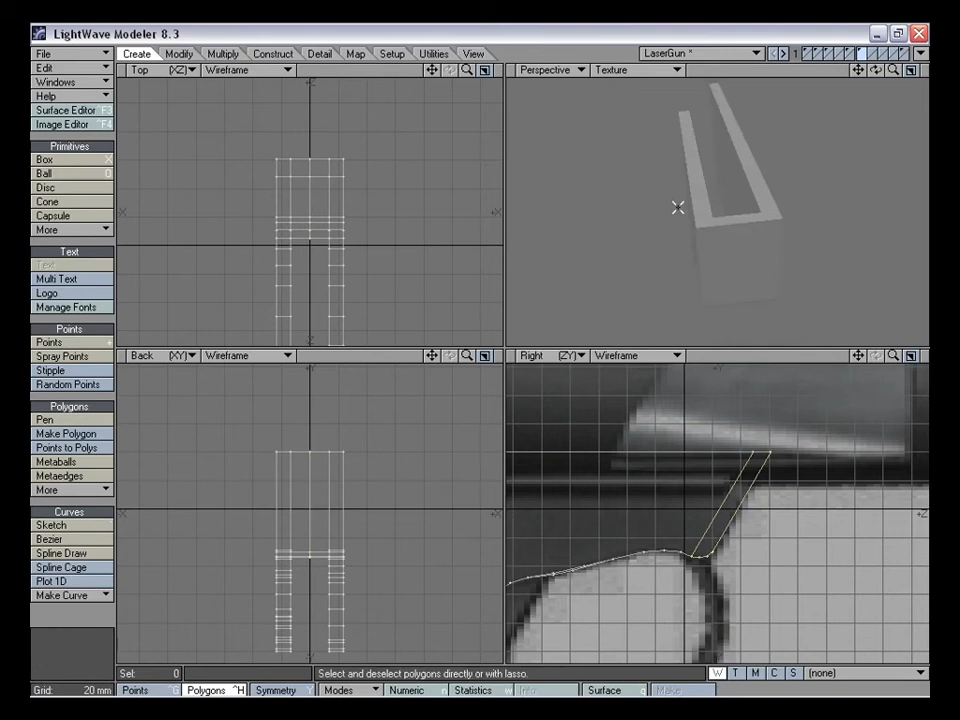 LightWave Modeler 8.3
File Create Modify Multiply Construct Detail Map Setup Utilities View LaserGun * 1
Edit Top (XZ) Wireframe Perspective Texture
Windows
Help
Surface Editor F3
Image Editor ^F4
Primitives
Box X
Ball O
Disc
Cone
Capsule
More
Text
Text
Multi Text
Logo
Manage Fonts
Points
Points +
Back (XY) Wireframe Right (ZY) Wireframe
Spray Points
Stipple
Random Points
Polygons
Pen
Make Polygon
Points to Polys
Metaballs
Metaedges
More
Curves
Sketch
Bezier
Spline Draw
Spline Cage
Plot 1D
Make Curve
Sel: 0 Select and deselect polygons directly or with lasso. W T M C S (none)
Grid: 20 mm Points ^G Polygons ^H Symmetry Y Modes Numeric n Statistics w Info Surface q Make